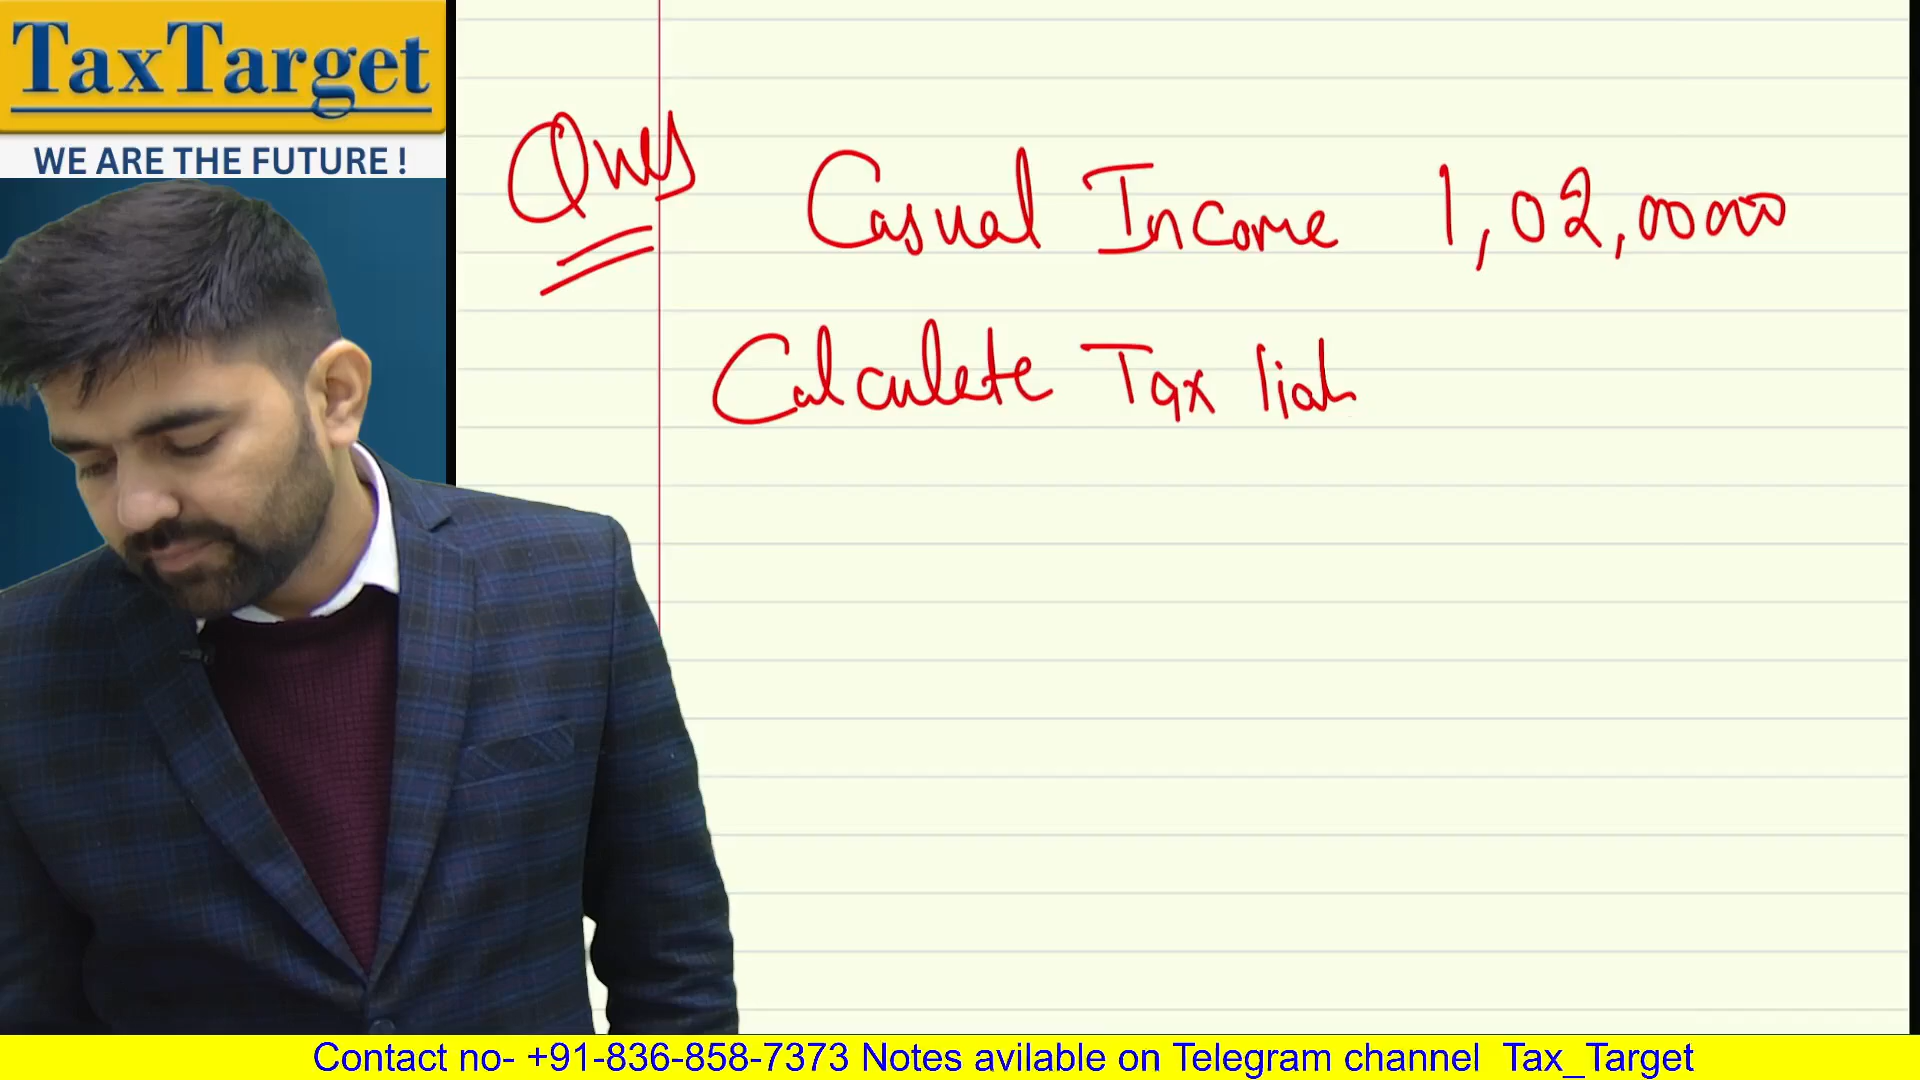 TaxTarget
WE ARE THE FUTURE !
Ques Casual Income 1,02,00000
Calculate Tax liab
Contact no- +91-836-858-7373 Notes avilable on Telegram channel Tax_Target